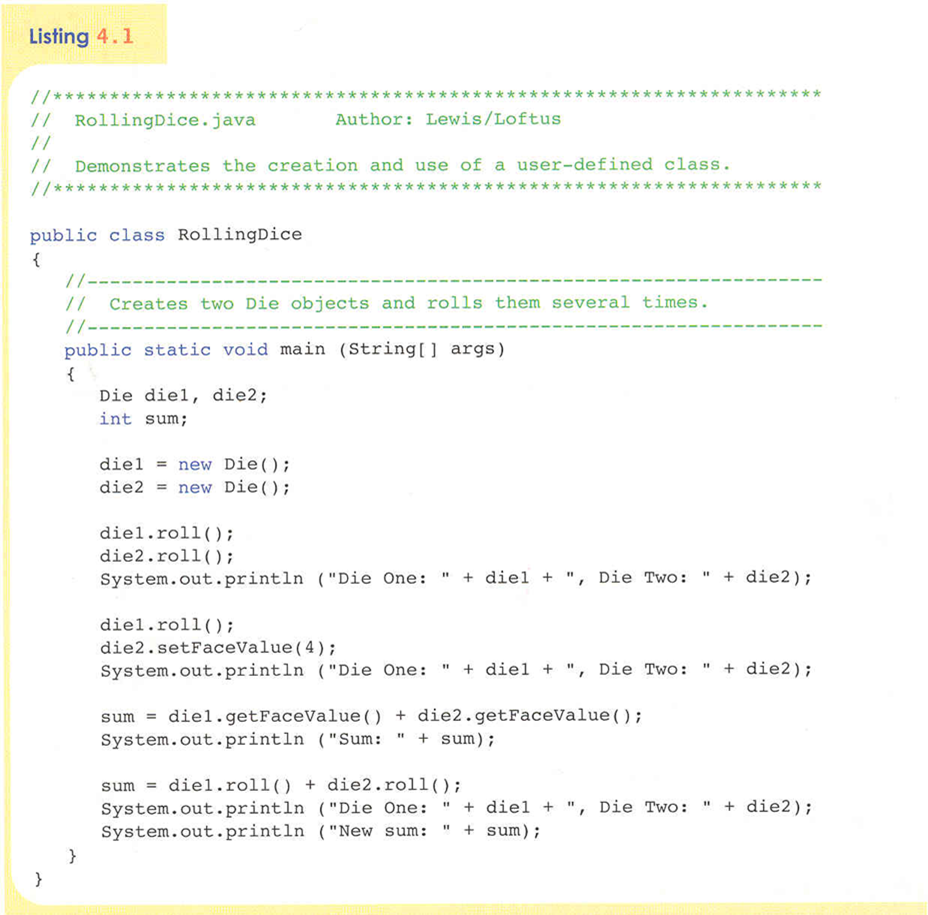 Listing 4.1
//********************************************************************
//  RollingDice.java       Author: Lewis/Loftus
//
//  Demonstrates the creation and use of a user-defined class.
//********************************************************************
public class RollingDice
{
   //-----------------------------------------------------------------
   //  Creates two Die objects and rolls them several times.
   //-----------------------------------------------------------------
   public static void main (String[] args)
   {
      Die die1, die2;
      int sum;
      die1 = new Die();
      die2 = new Die();
      die1.roll();
      die2.roll();
      System.out.println ("Die One: " + die1 + ", Die Two: " + die2);
      die1.roll();
      die2.setFaceValue(4);
      System.out.println ("Die One: " + die1 + ", Die Two: " + die2);
      sum = die1.getFaceValue() + die2.getFaceValue();
      System.out.println ("Sum: " + sum);
      sum = die1.roll() + die2.roll();
      System.out.println ("Die One: " + die1 + ", Die Two: " + die2);
      System.out.println ("New sum: " + sum);
   }
}